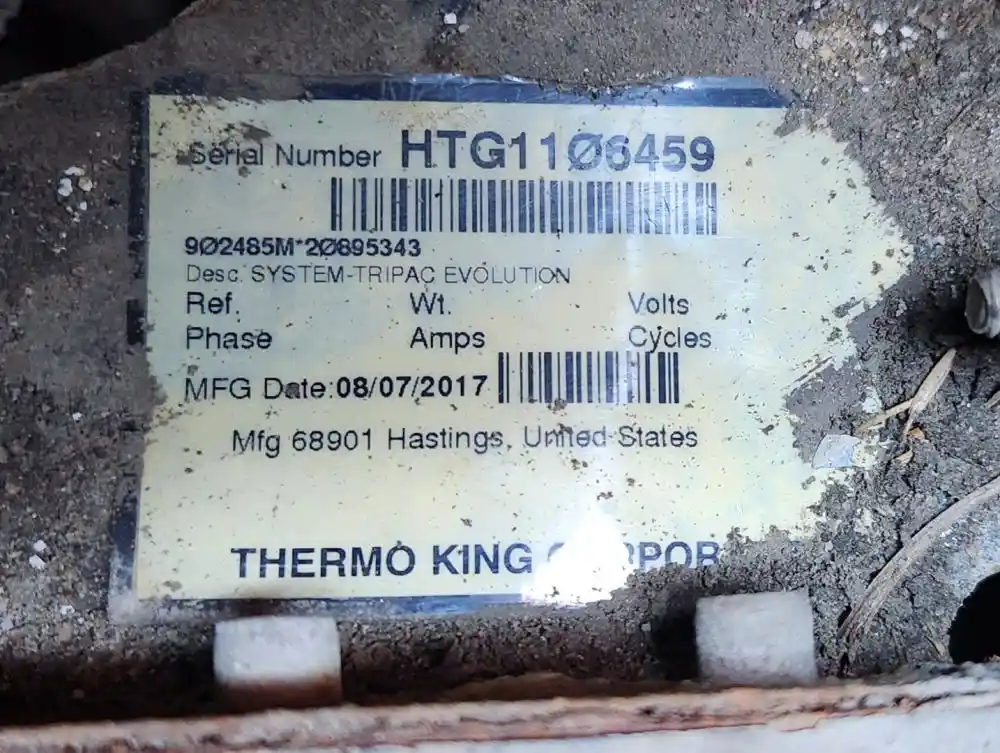 Serial Number HTG11Ø6459
9Ø2485M*2Ø895343
Desc. SYSTEM-TRIPAC EVOLUTION
Ref. Wt. Volts
Phase Amps Cycles
MFG Date:08/07/2017
Mfg 68901 Hastings, United States
THERMO KING